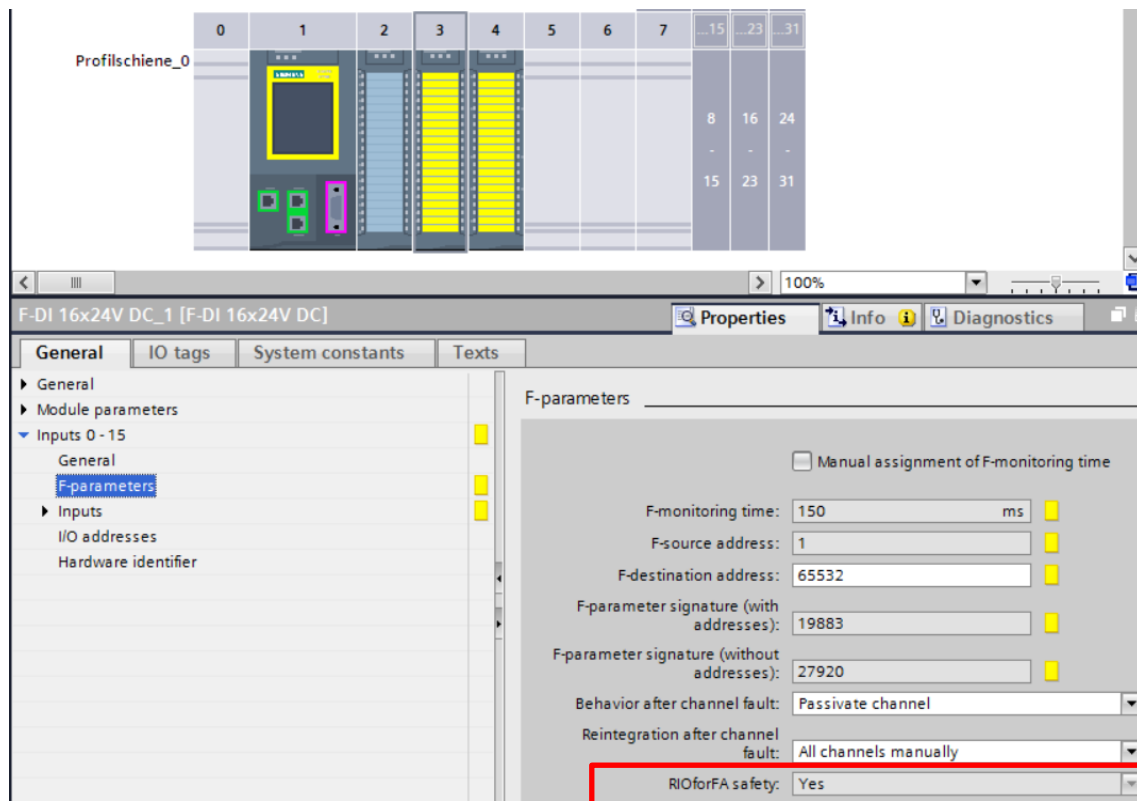 0 1 2 3 4 5 6 7 ...15 ...23 ...31
Profilschiene_0
SIEMENS
8 16 24
- - -
15 23 31
100%
F-DI 16x24V DC_1 [F-DI 16x24V DC]
Properties
Info
Diagnostics
General
IO tags
System constants
Texts
General
Module parameters
Inputs 0 - 15
General
F-parameters
Inputs
I/O addresses
Hardware identifier
F-parameters
Manual assignment of F-monitoring time
F-monitoring time: 150 ms
F-source address: 1
F-destination address: 65532
F-parameter signature (with
addresses): 19883
F-parameter signature (without
addresses): 27920
Behavior after channel fault: Passivate channel
Reintegration after channel
fault: All channels manually
RIOforFA safety: Yes